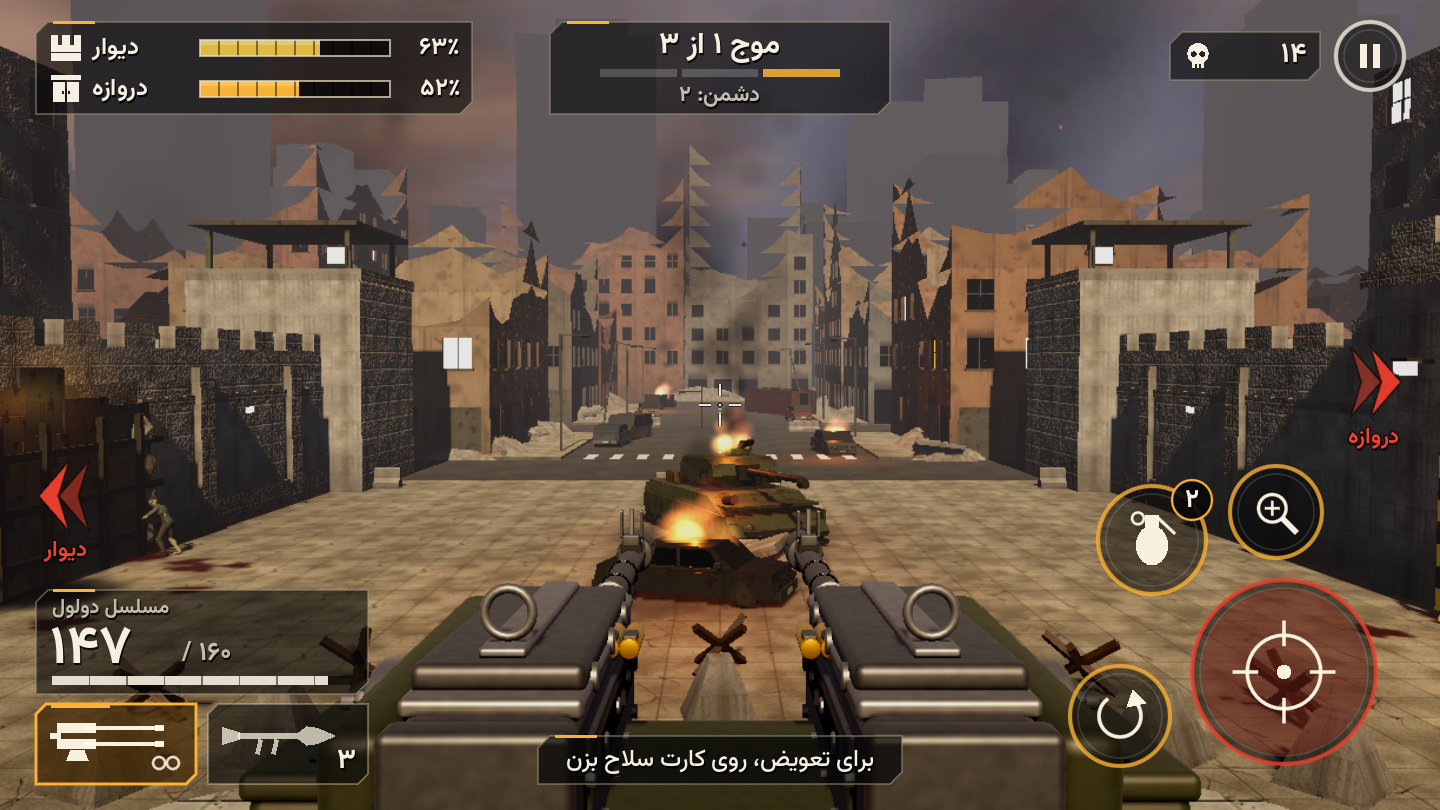 دیوار ۶۳٪
دروازه ۵۲٪
موج ۱ از ۳
دشمن: ۲
۱۴
دروازه
دیوار
۲
مسلسل دولول
۱۴۷ / ۱۶۰
∞
۳
برای تعویض، روی کارت سلاح بزن